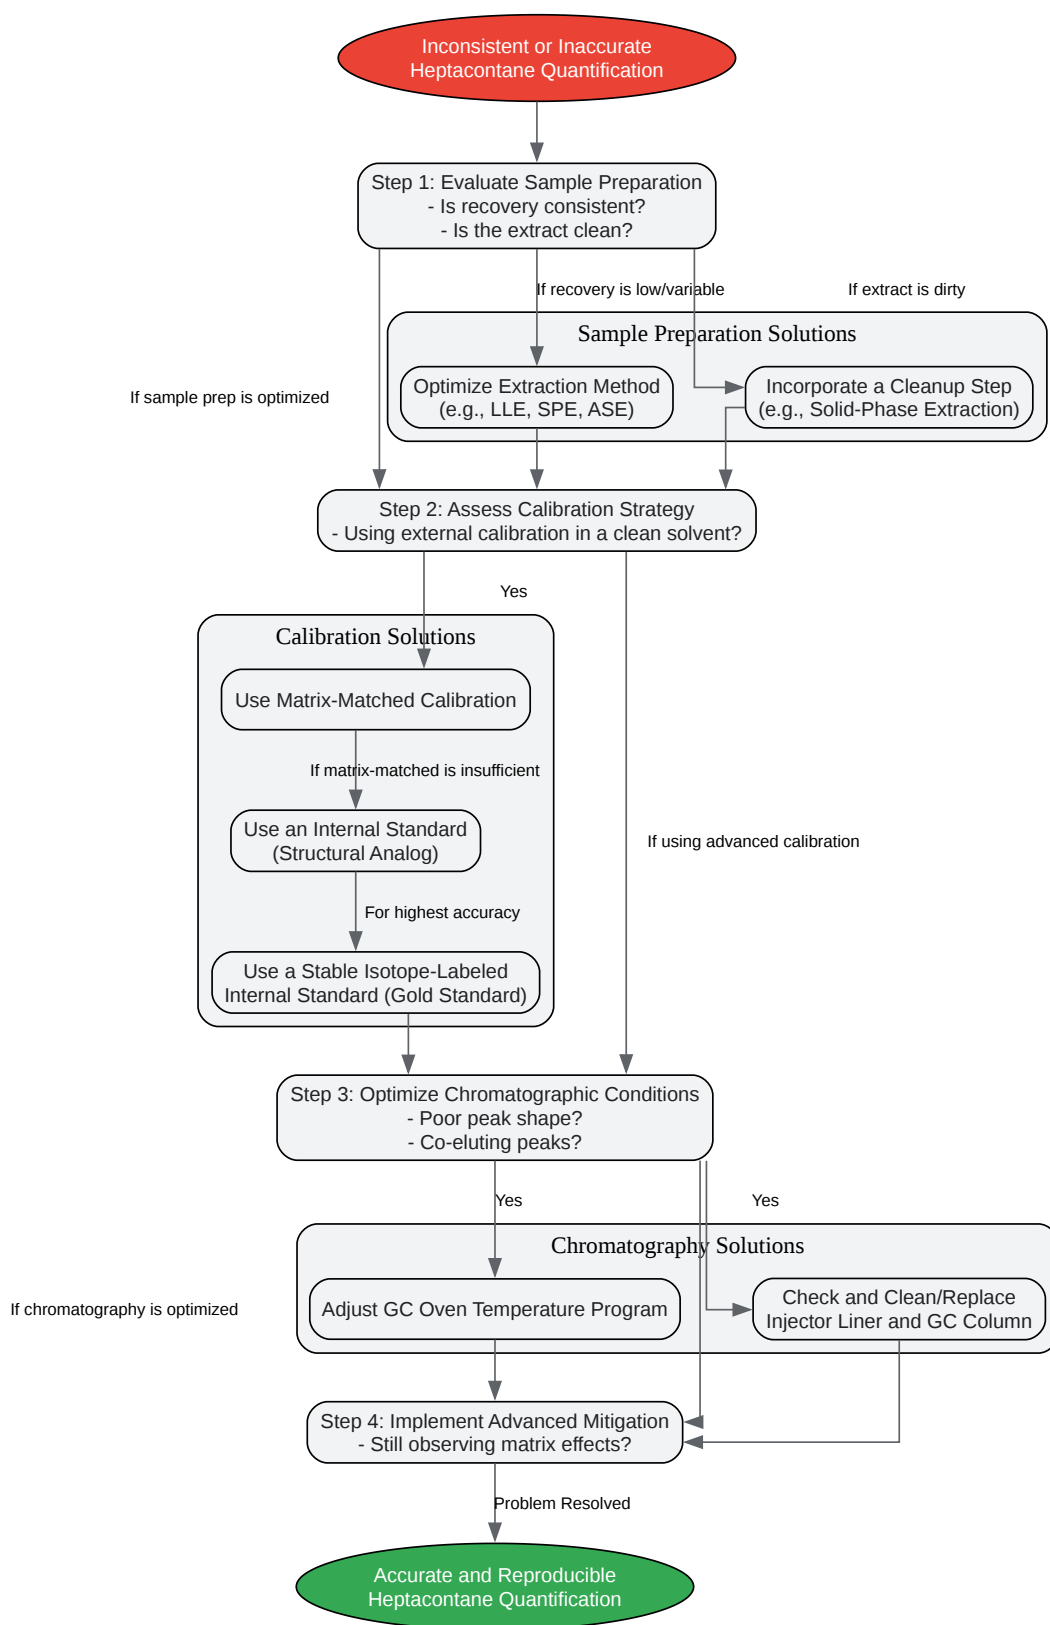 Inconsistent or Inaccurate
Heptacontane Quantification
Step 1: Evaluate Sample Preparation
- Is recovery consistent?
- Is the extract clean?
If recovery is low/variable
If extract is dirty
Sample Preparation Solutions
If sample prep is optimized
Optimize Extraction Method
(e.g., LLE, SPE, ASE)
Incorporate a Cleanup Step
(e.g., Solid-Phase Extraction)
Step 2: Assess Calibration Strategy
- Using external calibration in a clean solvent?
Yes
Calibration Solutions
Use Matrix-Matched Calibration
If matrix-matched is insufficient
Use an Internal Standard
(Structural Analog)
If using advanced calibration
For highest accuracy
Use a Stable Isotope-Labeled
Internal Standard (Gold Standard)
Step 3: Optimize Chromatographic Conditions
- Poor peak shape?
- Co-eluting peaks?
Yes
Yes
Chromatography Solutions
If chromatography is optimized
Adjust GC Oven Temperature Program
Check and Clean/Replace
Injector Liner and GC Column
Step 4: Implement Advanced Mitigation
- Still observing matrix effects?
Problem Resolved
Accurate and Reproducible
Heptacontane Quantification